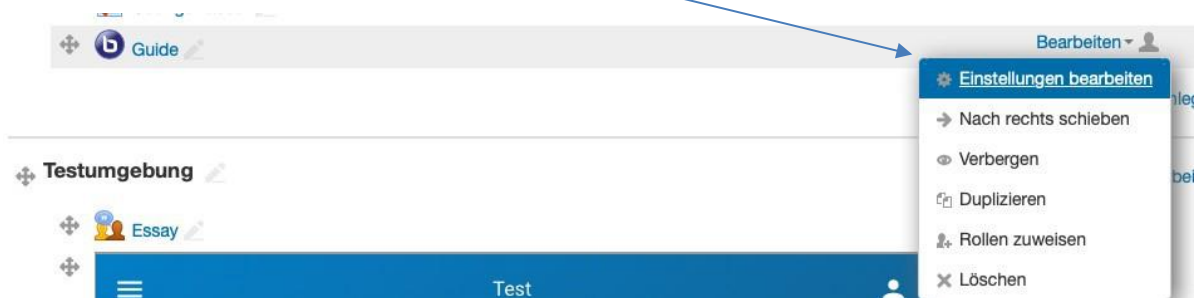 Guide
Bearbeiten
Einstellungen bearbeiten
Nach rechts schieben
Testumgebung
Verbergen
Duplizieren
Essay
Rollen zuweisen
Test
Löschen